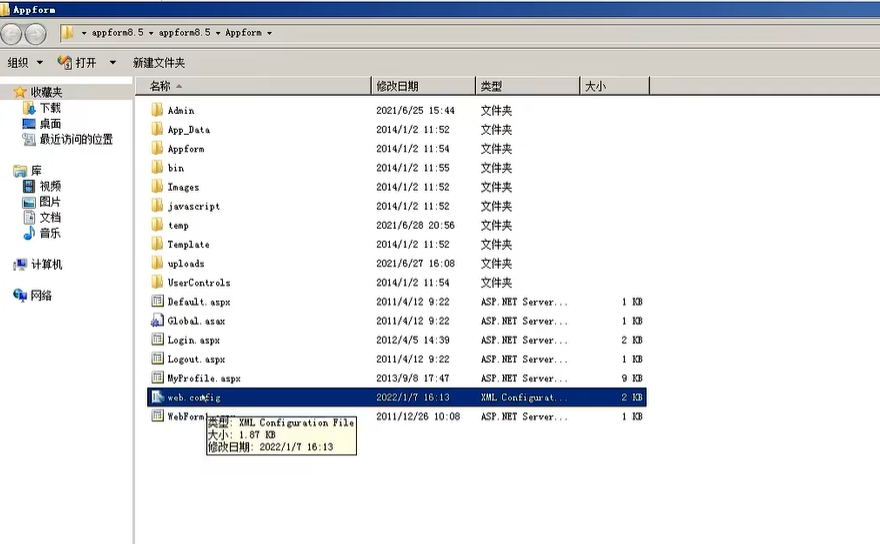 Appform
appform8.5 appform8.5 Appform
组织 打开 新建文件夹
名称 修改日期 类型 大小
收藏夹
下载
桌面
最近访问的位置
库
视频
图片
文档
音乐
计算机
网络
Admin 2021/6/25 15:44 文件夹
App_Data 2014/1/2 11:52 文件夹
Appform 2014/1/2 11:54 文件夹
bin 2014/1/2 11:55 文件夹
Images 2014/1/2 11:52 文件夹
javascript 2014/1/2 11:52 文件夹
temp 2021/6/28 20:56 文件夹
Template 2014/1/2 11:52 文件夹
uploads 2021/6/27 16:08 文件夹
UserControls 2014/1/2 11:54 文件夹
Default.aspx 2011/4/12 9:22 ASP.NET Server... 1 KB
Global.asax 2011/4/12 9:22 ASP.NET Server... 1 KB
Login.aspx 2012/4/5 14:39 ASP.NET Server... 2 KB
Logout.aspx 2011/4/12 9:22 ASP.NET Server... 1 KB
MyProfile.aspx 2013/9/8 17:47 ASP.NET Server... 9 KB
web.config 2022/1/7 16:13 XML Configurat... 2 KB
2011/12/26 10:08 ASP.NET Server... 1 KB
类型: XML Configuration File
大小: 1.87 KB
修改日期: 2022/1/7 16:13